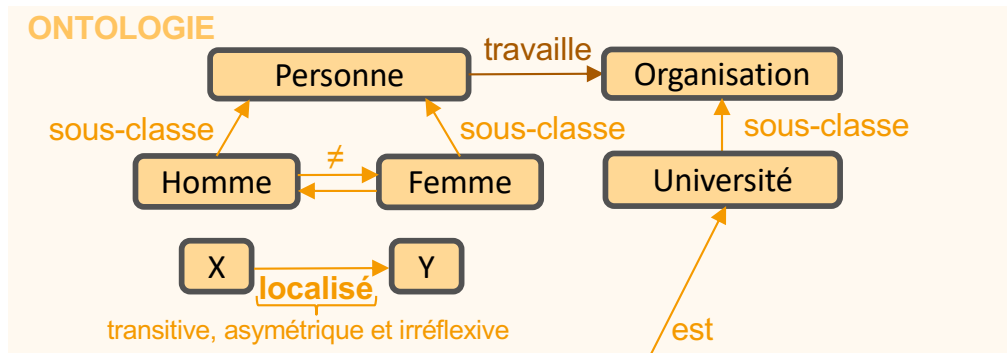 ONTOLOGIE
travaille
Personne
Organisation
sous-classe
sous-classe
sous-classe
≠
Homme
Femme
Université
X
Y
localisé
transitive, asymétrique et irréflexive
est